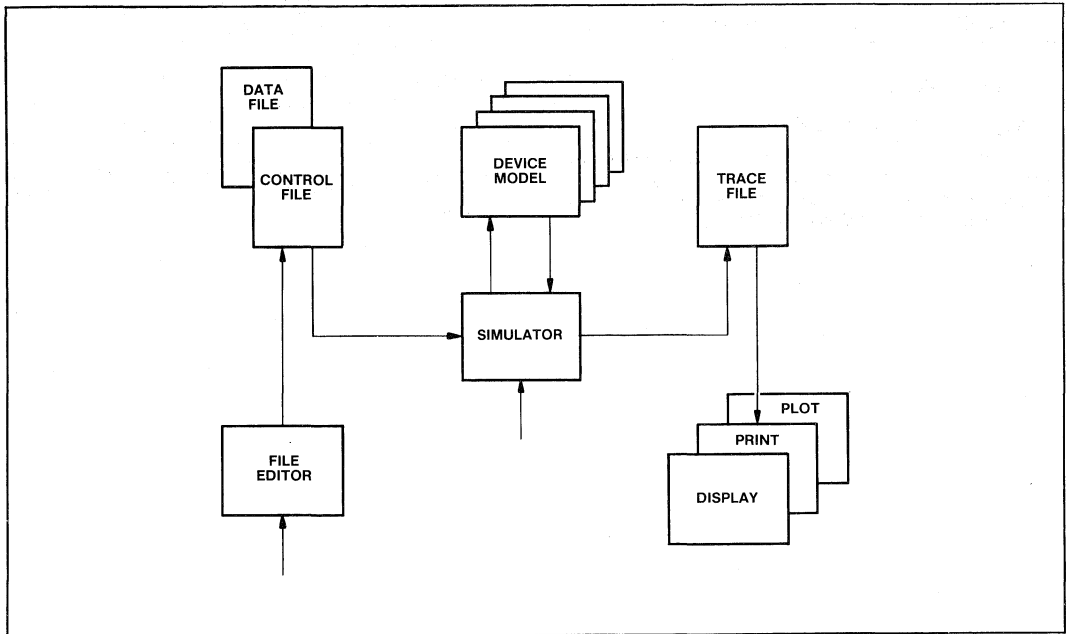 DATA
FILE
CONTROL
FILE
DEVICE
MODEL
TRACE
FILE
SIMULATOR
FILE
EDITOR
PLOT
PRINT
DISPLAY